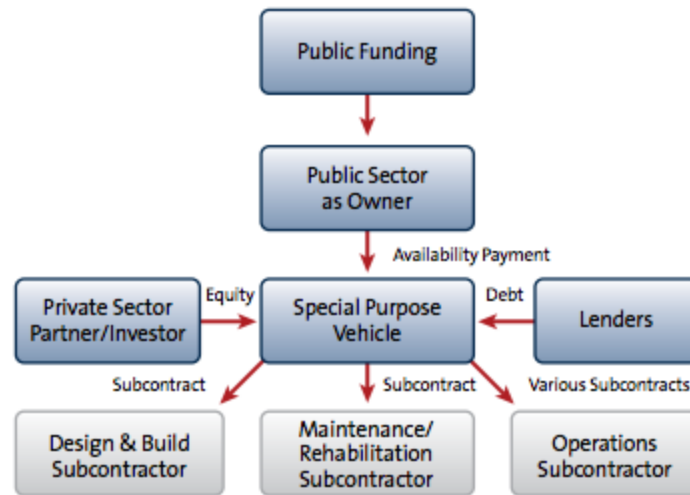 Public Funding
Public Sector
as Owner
Availability Payment
Private Sector
Partner/Investor
Equity
Special Purpose
Vehicle
Debt
Lenders
Subcontract
Subcontract
Various Subcontracts
Design & Build
Subcontractor
Maintenance/
Rehabilitation
Subcontractor
Operations
Subcontractor